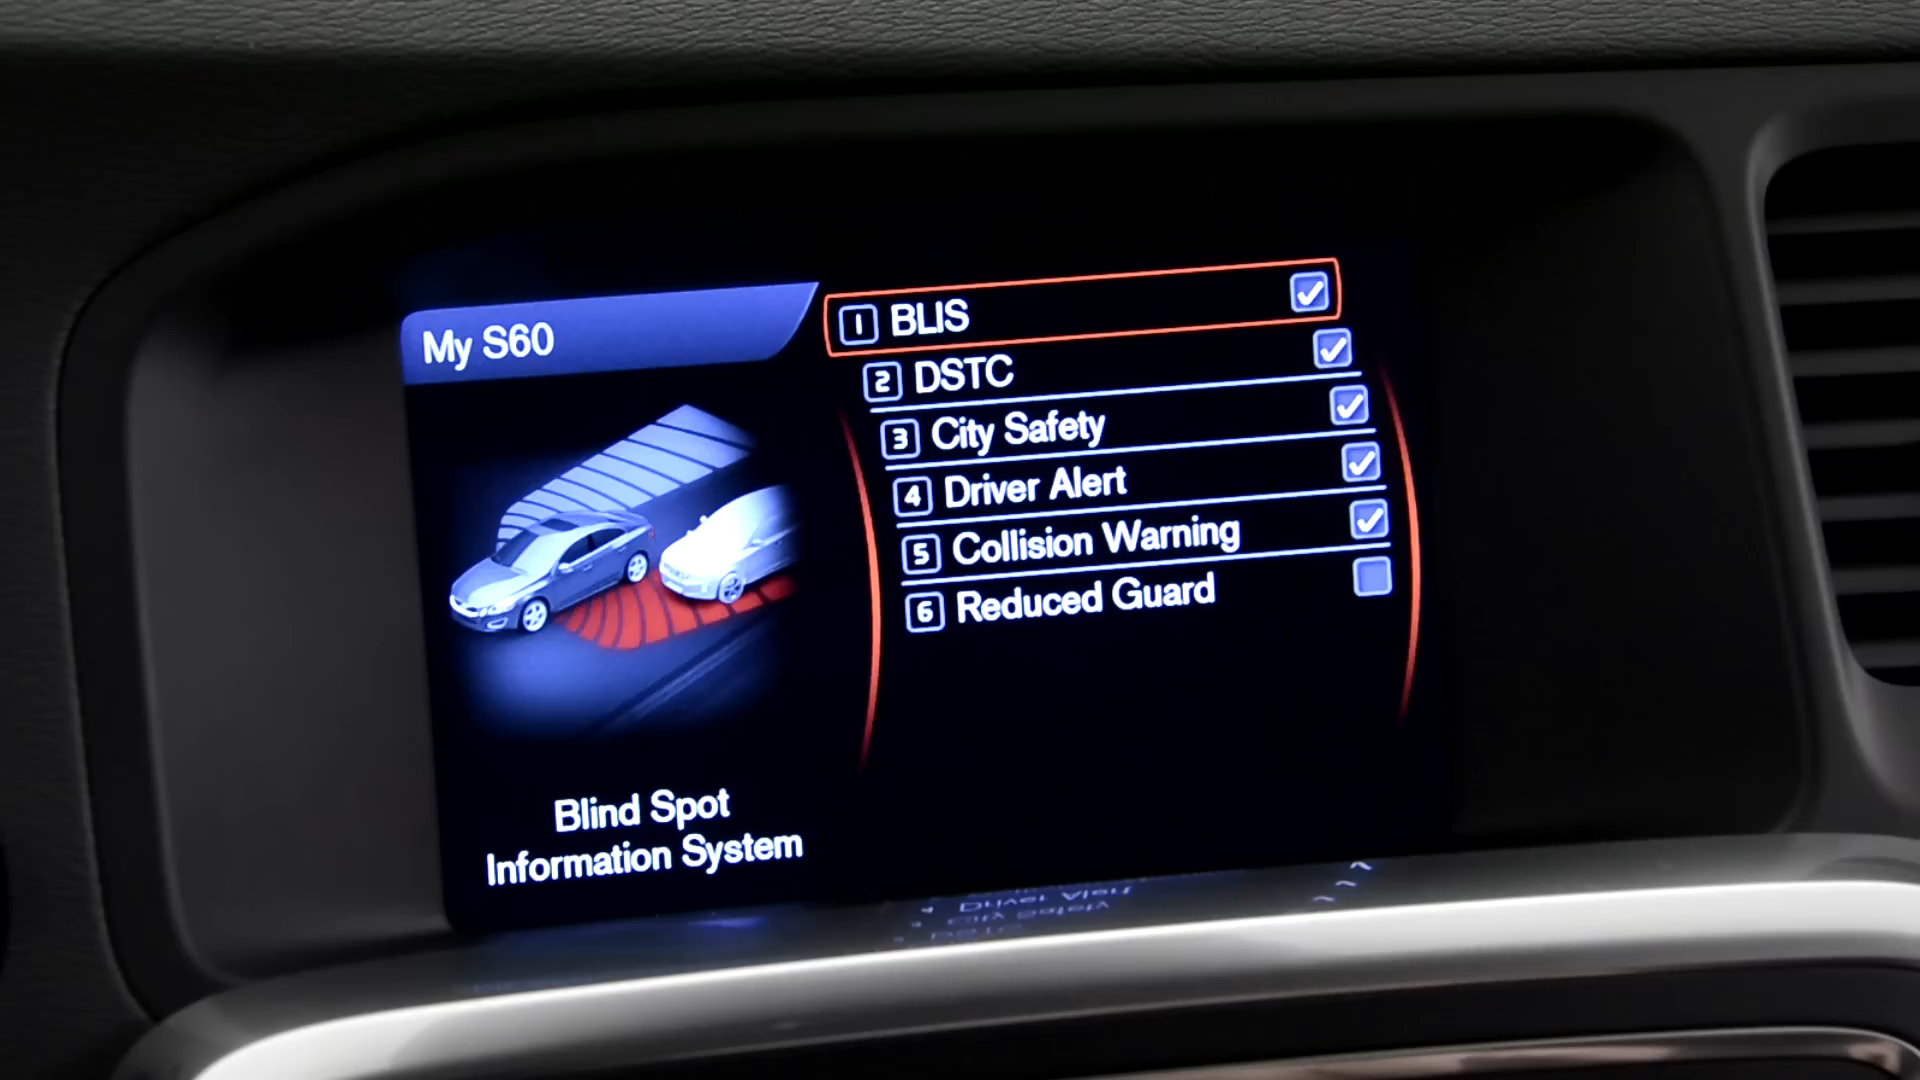 My S60
1 BLIS
2 DSTC
3 City Safety
4 Driver Alert
5 Collision Warning
6 Reduced Guard
Blind Spot
Information System